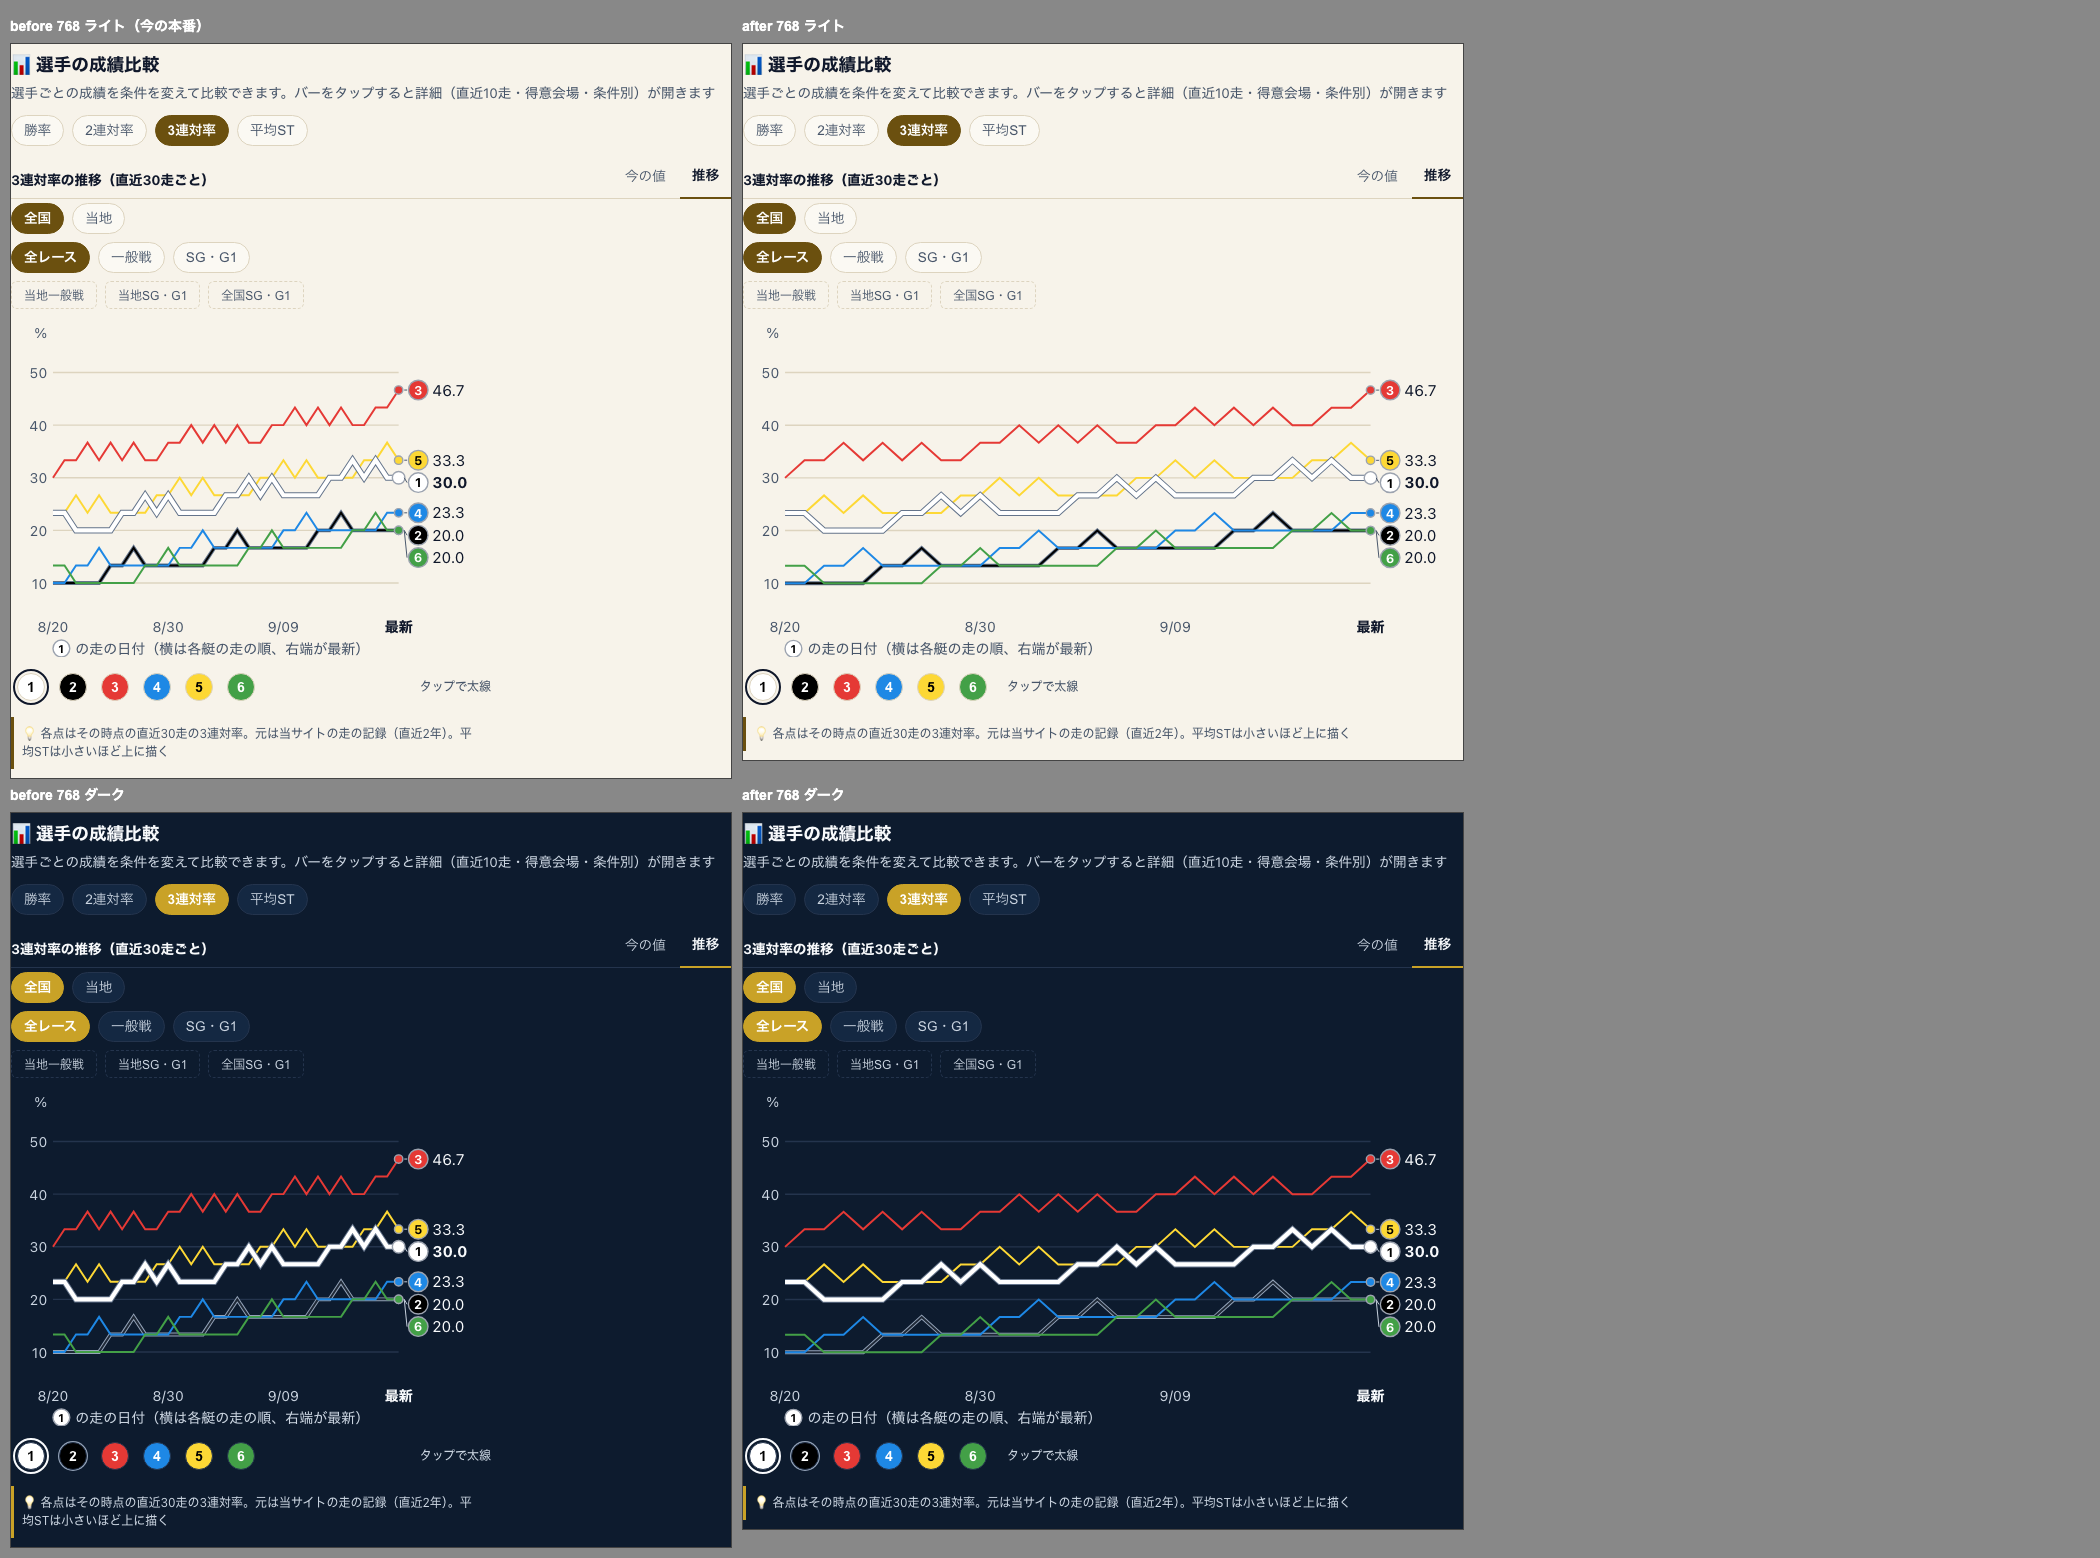 before 768 ライト（今の本番）
📊 選手の成績比較
選手ごとの成績を条件を変えて比較できます。バーをタップすると詳細（直近10走・得意会場・条件別）が開きます
勝率 2連対率 3連対率 平均ST
3連対率の推移（直近30走ごと） 今の値 推移
全国 当地
全レース 一般戦 SG・G1
当地一般戦 当地SG・G1 全国SG・G1
%
50
3 46.7
40
5 33.3
30
1 30.0
4 23.3
20
2 20.0
6 20.0
10
8/20 8/30 9/09 最新
1 の走の日付（横は各艇の走の順、右端が最新）
1 2 3 4 5 6 タップで太線
💡 各点はその時点の直近30走の3連対率。元は当サイトの走の記録（直近2年）。平
均STは小さいほど上に描く
after 768 ライト
📊 選手の成績比較
選手ごとの成績を条件を変えて比較できます。バーをタップすると詳細（直近10走・得意会場・条件別）が開きます
勝率 2連対率 3連対率 平均ST
3連対率の推移（直近30走ごと） 今の値 推移
全国 当地
全レース 一般戦 SG・G1
当地一般戦 当地SG・G1 全国SG・G1
%
50
3 46.7
40
5 33.3
30
1 30.0
4 23.3
20
2 20.0
6 20.0
10
8/20 8/30 9/09 最新
1 の走の日付（横は各艇の走の順、右端が最新）
1 2 3 4 5 6 タップで太線
💡 各点はその時点の直近30走の3連対率。元は当サイトの走の記録（直近2年）。平均STは小さいほど上に描く
before 768 ダーク
📊 選手の成績比較
選手ごとの成績を条件を変えて比較できます。バーをタップすると詳細（直近10走・得意会場・条件別）が開きます
勝率 2連対率 3連対率 平均ST
3連対率の推移（直近30走ごと） 今の値 推移
全国 当地
全レース 一般戦 SG・G1
当地一般戦 当地SG・G1 全国SG・G1
%
50
3 46.7
40
5 33.3
30
1 30.0
4 23.3
20
2 20.0
6 20.0
10
8/20 8/30 9/09 最新
1 の走の日付（横は各艇の走の順、右端が最新）
1 2 3 4 5 6 タップで太線
💡 各点はその時点の直近30走の3連対率。元は当サイトの走の記録（直近2年）。平
均STは小さいほど上に描く
after 768 ダーク
📊 選手の成績比較
選手ごとの成績を条件を変えて比較できます。バーをタップすると詳細（直近10走・得意会場・条件別）が開きます
勝率 2連対率 3連対率 平均ST
3連対率の推移（直近30走ごと） 今の値 推移
全国 当地
全レース 一般戦 SG・G1
当地一般戦 当地SG・G1 全国SG・G1
%
50
3 46.7
40
5 33.3
30
1 30.0
4 23.3
20
2 20.0
6 20.0
10
8/20 8/30 9/09 最新
1 の走の日付（横は各艇の走の順、右端が最新）
1 2 3 4 5 6 タップで太線
💡 各点はその時点の直近30走の3連対率。元は当サイトの走の記録（直近2年）。平均STは小さいほど上に描く